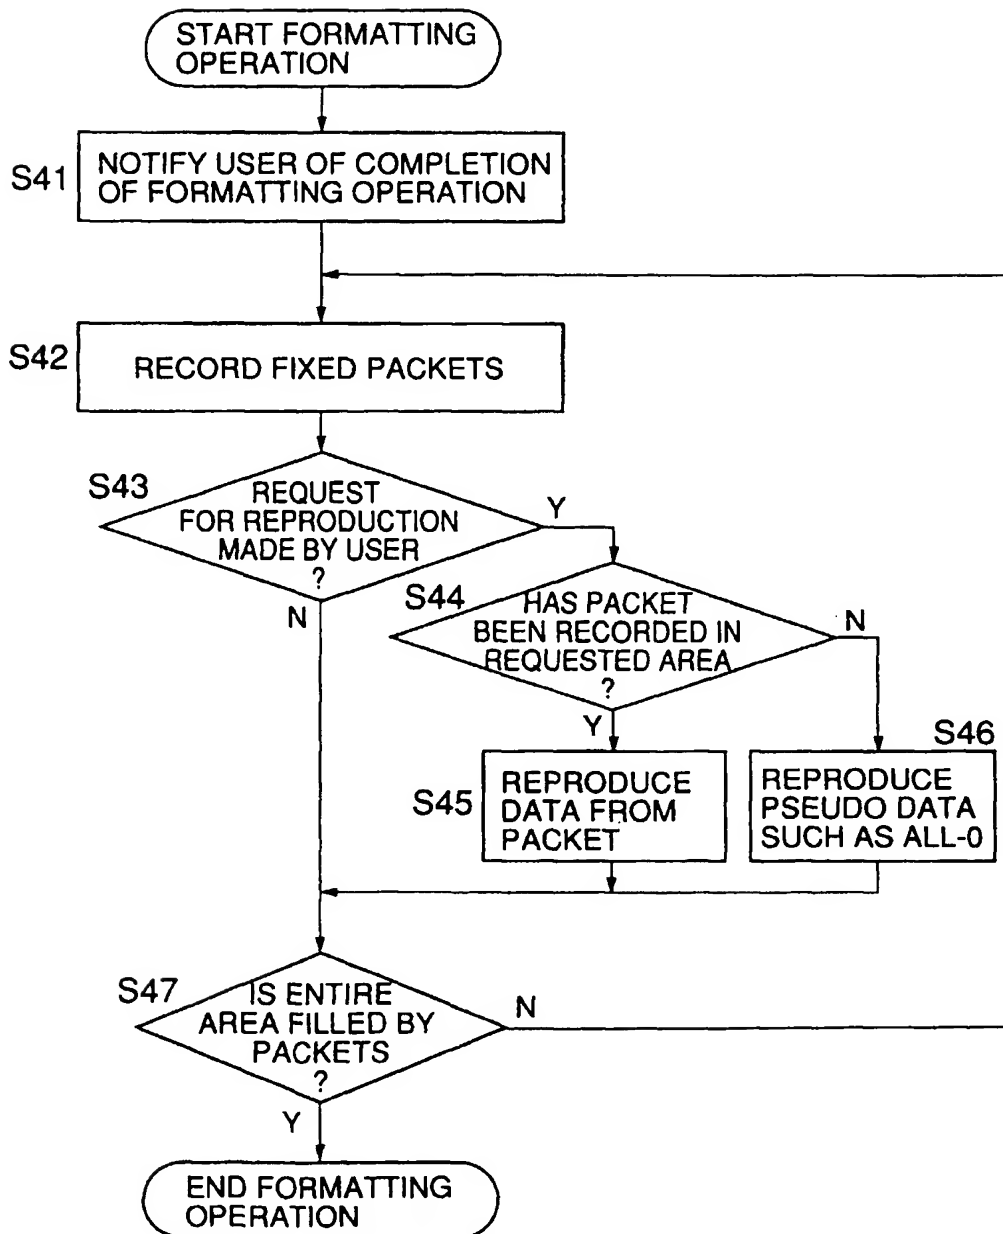 START FORMATTING
OPERATION
S41
NOTIFY USER OF COMPLETION
OF FORMATTING OPERATION
S42
RECORD FIXED PACKETS
S43
REQUEST
FOR REPRODUCTION
MADE BY USER
?
Y
N
S44
HAS PACKET
BEEN RECORDED IN
REQUESTED AREA
?
N
Y
S45
REPRODUCE
DATA FROM
PACKET
S46
REPRODUCE
PSEUDO DATA
SUCH AS ALL-0
S47
IS ENTIRE
AREA FILLED BY
PACKETS
?
N
Y
END FORMATTING
OPERATION